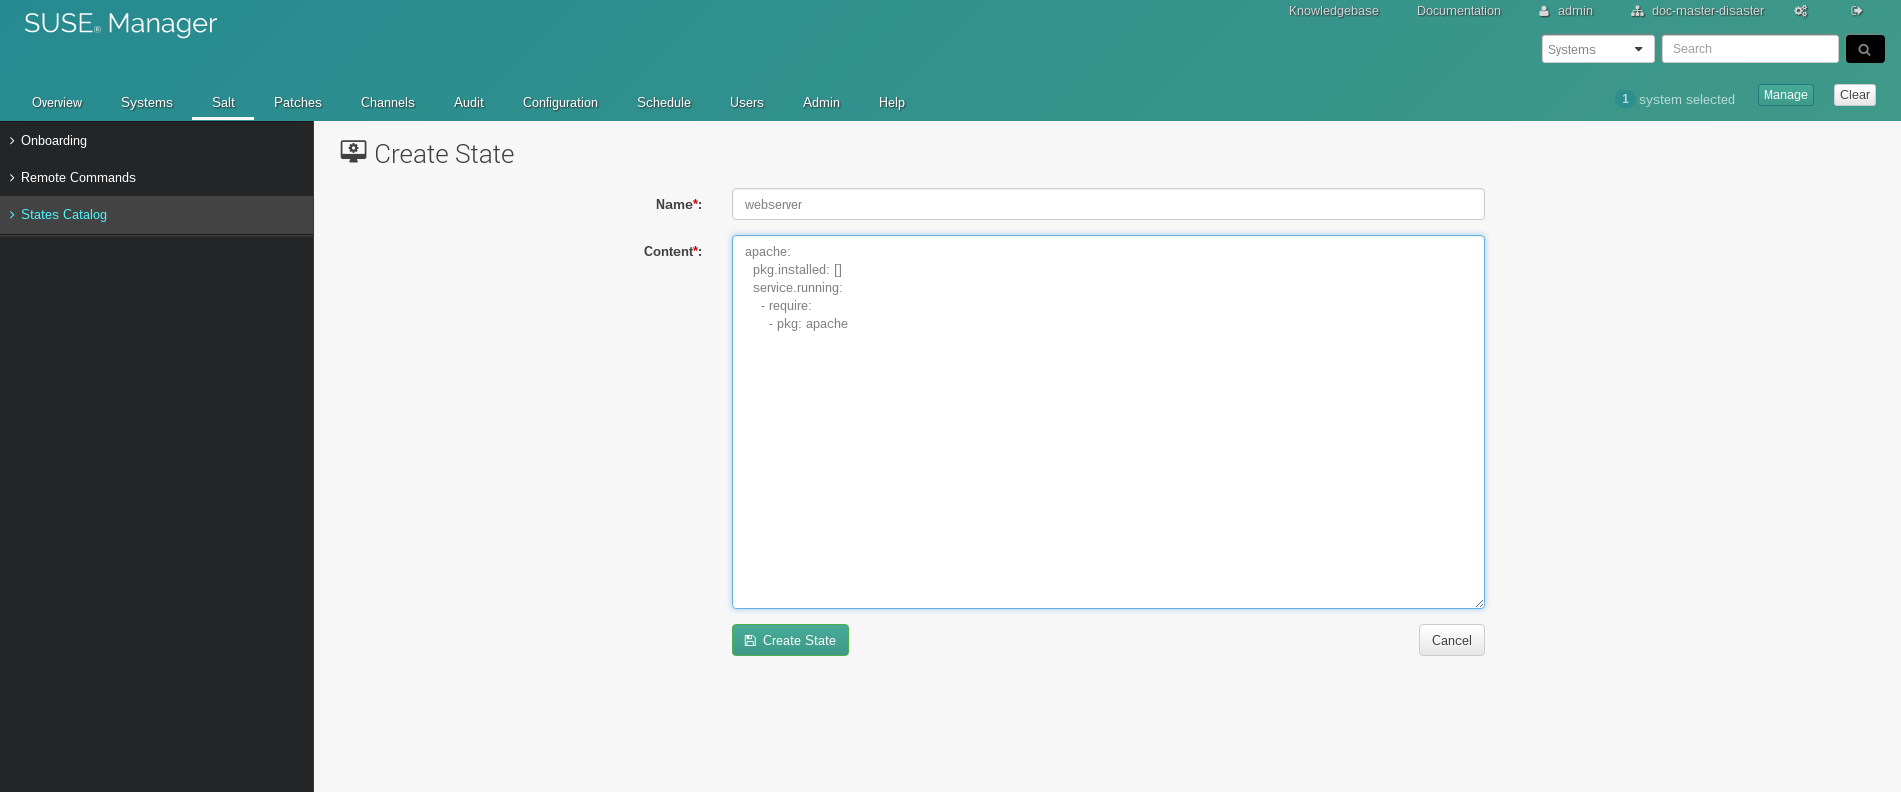 SUSE® Manager
Knowledgebase
Documentation
admin
doc-master-disaster
Systems
Search
Overview
Systems
Salt
Patches
Channels
Audit
Configuration
Schedule
Users
Admin
Help
1 system selected
Manage
Clear
Onboarding
Remote Commands
States Catalog
Create State
Name*:
webserver
Content*:
apache:
  pkg.installed: []
  service.running:
    - require:
      - pkg: apache
Create State
Cancel